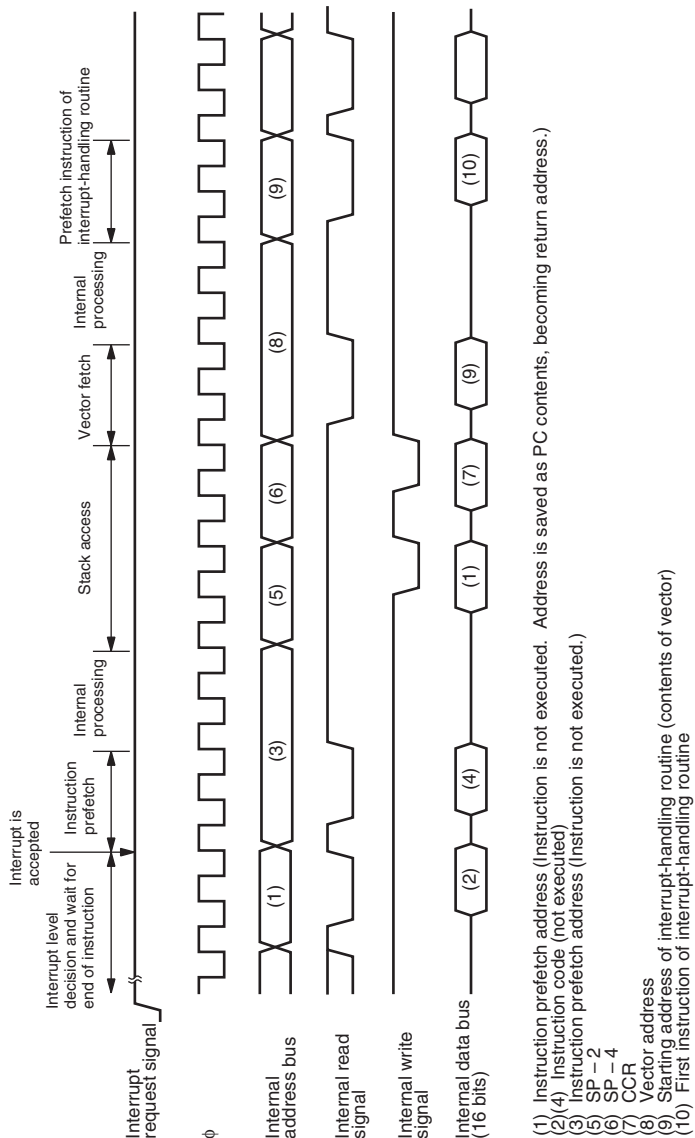 Interrupt is
accepted
Interrupt level
decision and wait for
end of instruction
Instruction
prefetch
Internal
processing
Stack access
Vector fetch
Internal
processing
Prefetch instruction of
interrupt-handling routine
Interrupt
request signal
φ
Internal
address bus
(1)
(3)
(5)
(6)
(8)
(9)
Internal read
signal
Internal write
signal
Internal data bus
(16 bits)
(2)
(4)
(1)
(7)
(9)
(10)
(1) Instruction prefetch address (Instruction is not executed. Address is saved as PC contents, becoming return address.)
(2)(4) Instruction code (not executed)
(3) Instruction prefetch address (Instruction is not executed.)
(5) SP – 2
(6) SP – 4
(7) CCR
(8) Vector address
(9) Starting address of interrupt-handling routine (contents of vector)
(10) First instruction of interrupt-handling routine